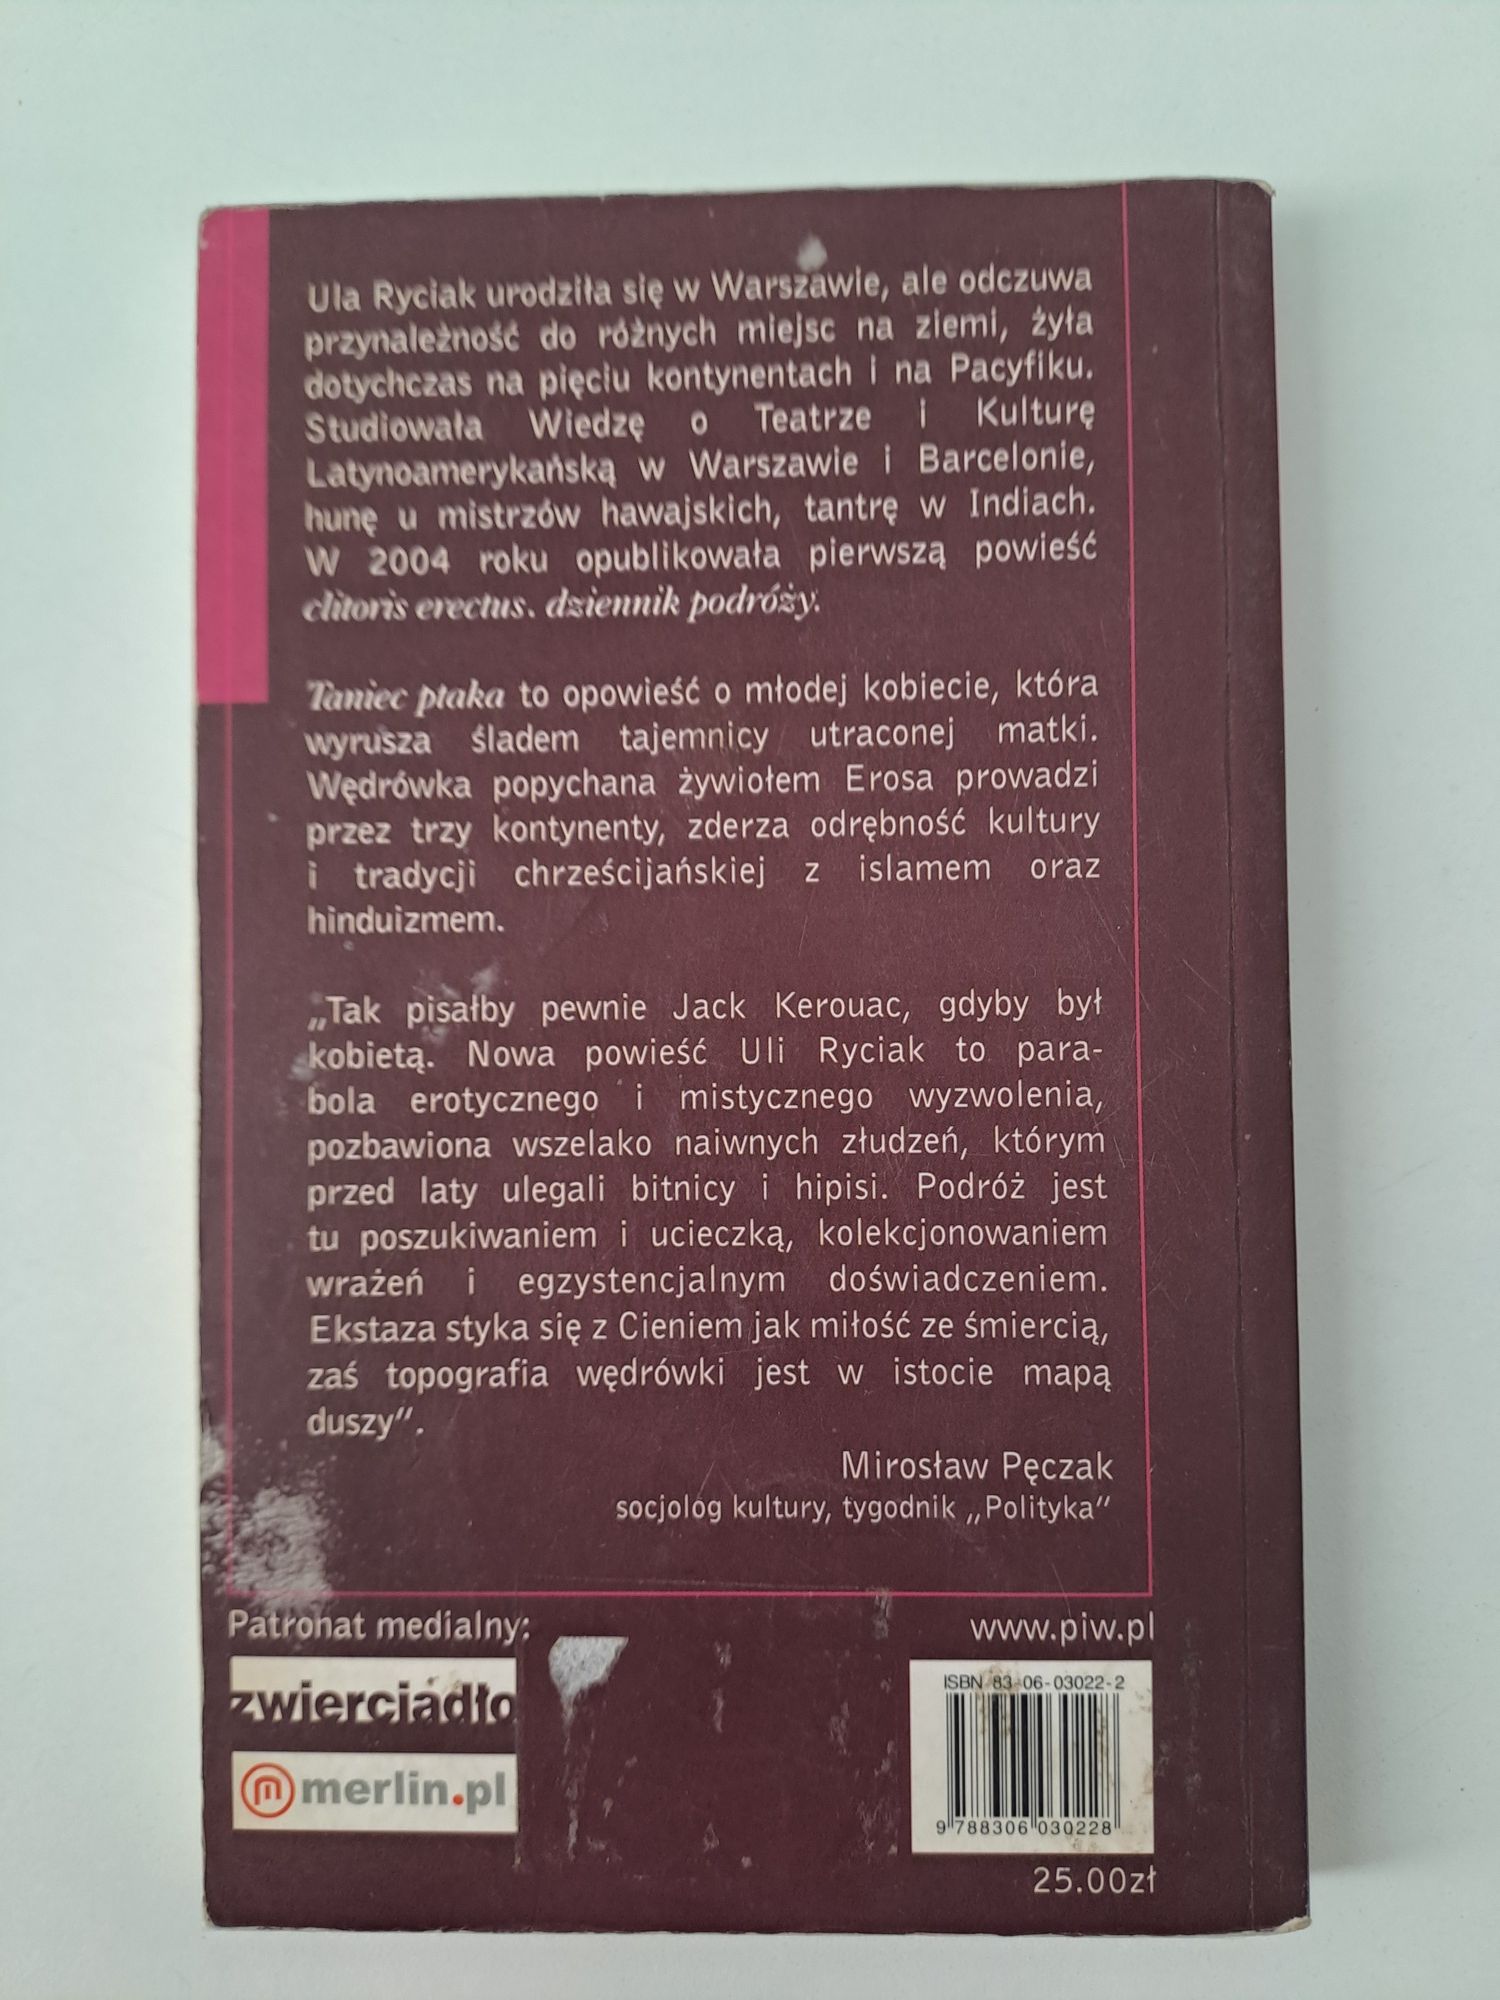 Ula Ryciak urodziła się w Warszawie, ale odczuwa
przynależność do różnych miejsc na ziemi, żyła
dotychczas na pięciu kontynentach i na Pacyfiku.
Studiowała Wiedzę o Teatrze i Kulturę
Latynoamerykańską w Warszawie i Barcelonie,
hunę u mistrzów hawajskich, tantrę w Indiach.
W 2004 roku opublikowała pierwszą powieść
clitoris erectus. dziennik podróży.
Taniec ptaka to opowieść o młodej kobiecie, która
wyrusza śladem tajemnicy utraconej matki.
Wędrówka popychana żywiołem Erosa prowadzi
przez trzy kontynenty, zderza odrębność kultury
i tradycji chrześcijańskiej z islamem oraz
hinduizmem.
„Tak pisałby pewnie Jack Kerouac, gdyby był
kobietą. Nowa powieść Uli Ryciak to para-
bola erotycznego i mistycznego wyzwolenia,
pozbawiona wszelako naiwnych złudzeń, którym
przed laty ulegali bitnicy i hipisi. Podróż jest
tu poszukiwaniem i ucieczką, kolekcjonowaniem
wrażeń i egzystencjalnym doświadczeniem.
Ekstaza styka się z Cieniem jak miłość ze śmiercią,
zaś topografia wędrówki jest w istocie mapą
duszy”.
Mirosław Pęczak
socjolog kultury, tygodnik „Polityka”
Patronat medialny:
www.piw.pl
zwierciadło
merlin.pl
ISBN 83-06-03022-2
9 788306 030228
25.00zł